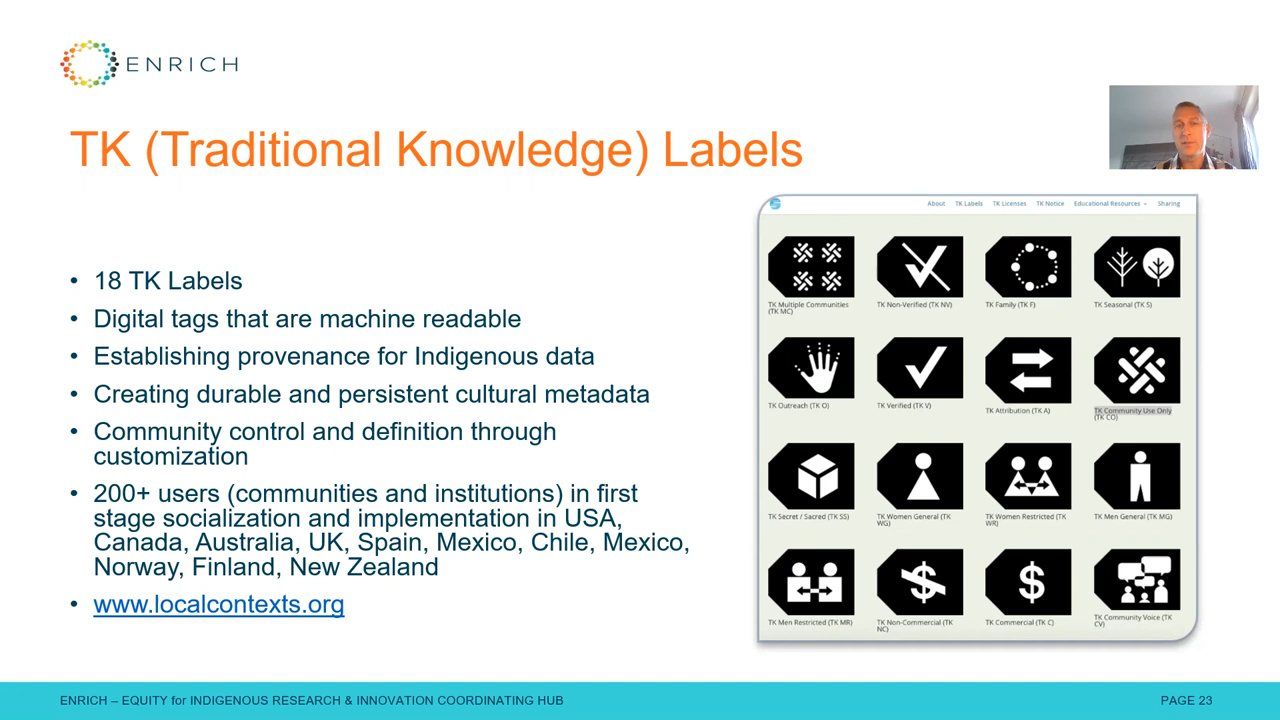 ENRICH
TK (Traditional Knowledge) Labels
• 18 TK Labels
• Digital tags that are machine readable
• Establishing provenance for Indigenous data
• Creating durable and persistent cultural metadata
• Community control and definition through
customization
• 200+ users (communities and institutions) in first
stage socialization and implementation in USA,
Canada, Australia, UK, Spain, Mexico, Chile, Mexico,
Norway, Finland, New Zealand
• www.localcontexts.org
About TK Labels TK Licenses TK Notice Educational Resources Sharing
TK Multiple Communities
(TK MC)
TK Non-Verified (TK NV)
TK Family (TK F)
TK Seasonal (TK S)
TK Outreach (TK O)
TK Verified (TK V)
TK Attribution (TK A)
TK Community Use Only
(TK CO)
TK Secret / Sacred (TK SS)
TK Women General (TK
WG)
TK Women Restricted (TK
WR)
TK Men General (TK MG)
TK Men Restricted (TK MR)
TK Non-Commercial (TK
NC)
TK Commercial (TK C)
TK Community Voice (TK
CV)
ENRICH – EQUITY for INDIGENOUS RESEARCH & INNOVATION COORDINATING HUB
PAGE 23